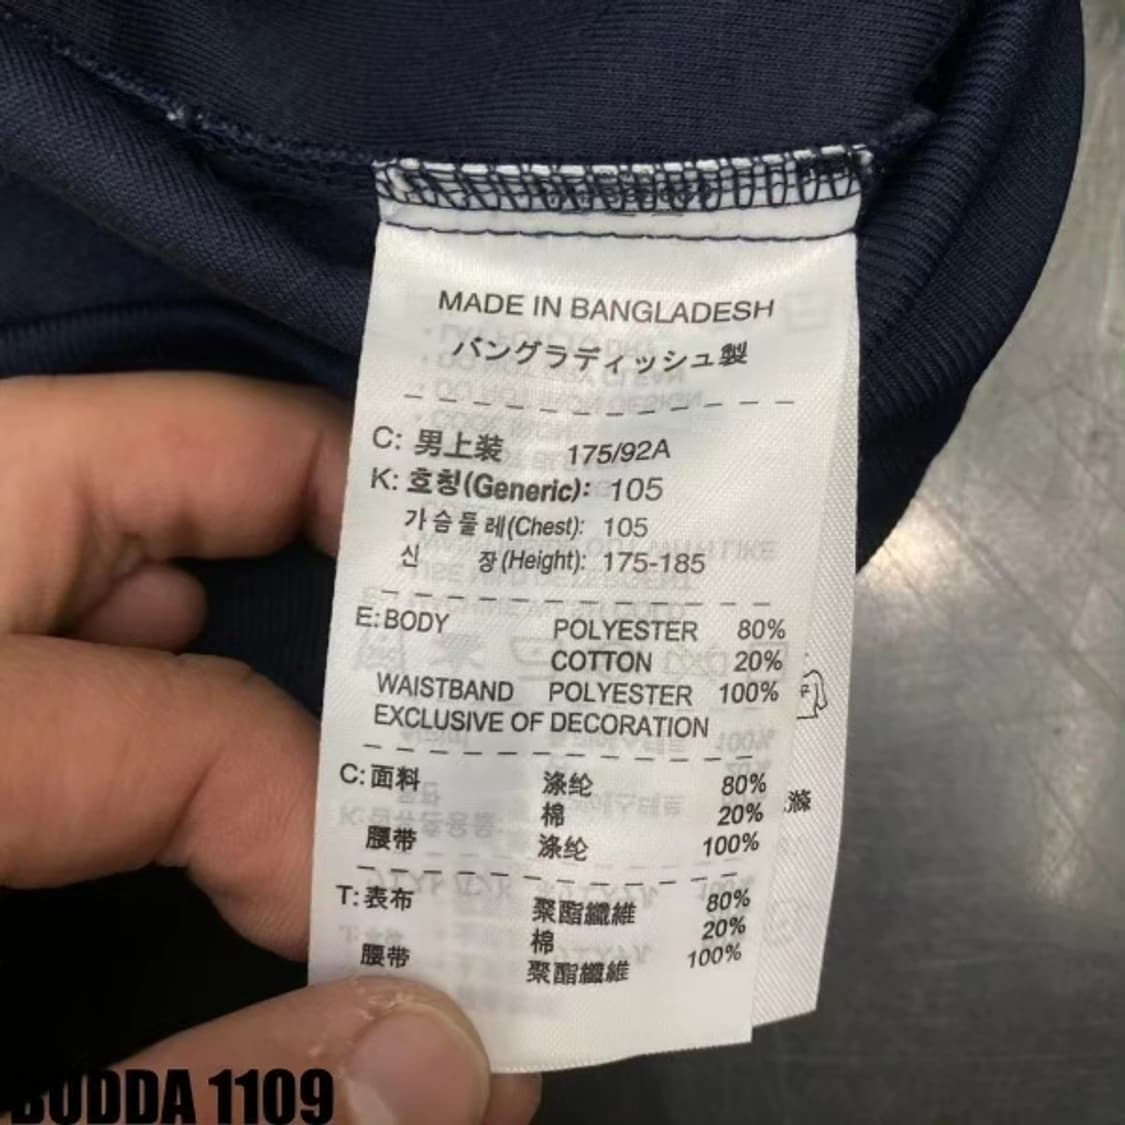 MADE IN BANGLADESH
バングラディッシュ製
C: 男上装 175/92A
K: 호칭(Generic): 105
가슴둘레(Chest): 105
신 장(Height): 175-185
E: BODY POLYESTER 80%
COTTON 20%
WAISTBAND POLYESTER 100%
EXCLUSIVE OF DECORATION
C: 面料 涤纶 80%
棉 20%
腰带 涤纶 100%
T: 表布 聚酯纖維 80%
棉 20%
腰带 聚酯纖維 100%
滌
BUDDA 1109